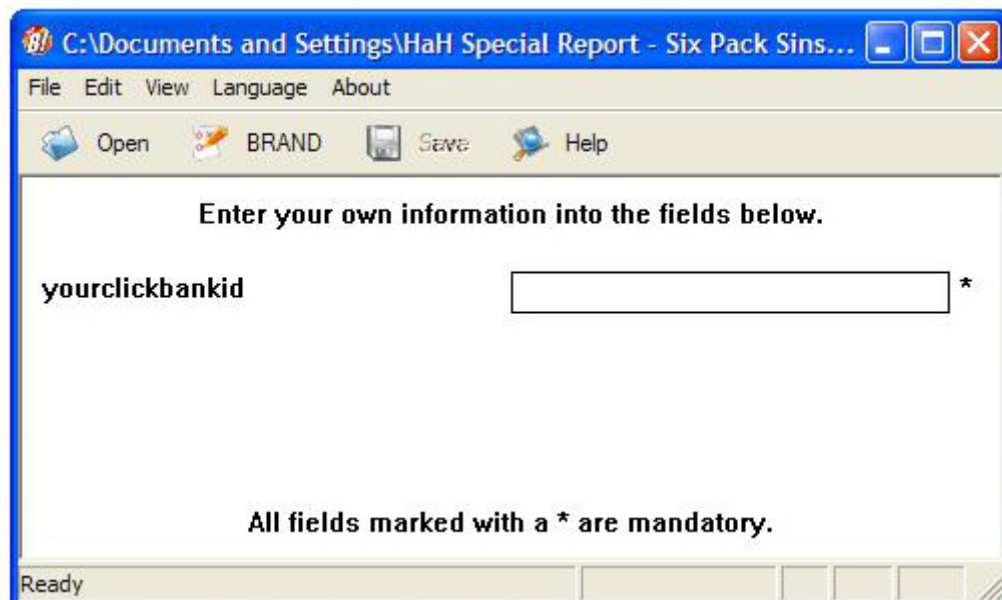 C:\Documents and Settings\HaH Special Report - Six Pack Sins...
File Edit View Language About
Open BRAND Save Help
Enter your own information into the fields below.
yourclickbankid *
All fields marked with a * are mandatory.
Ready